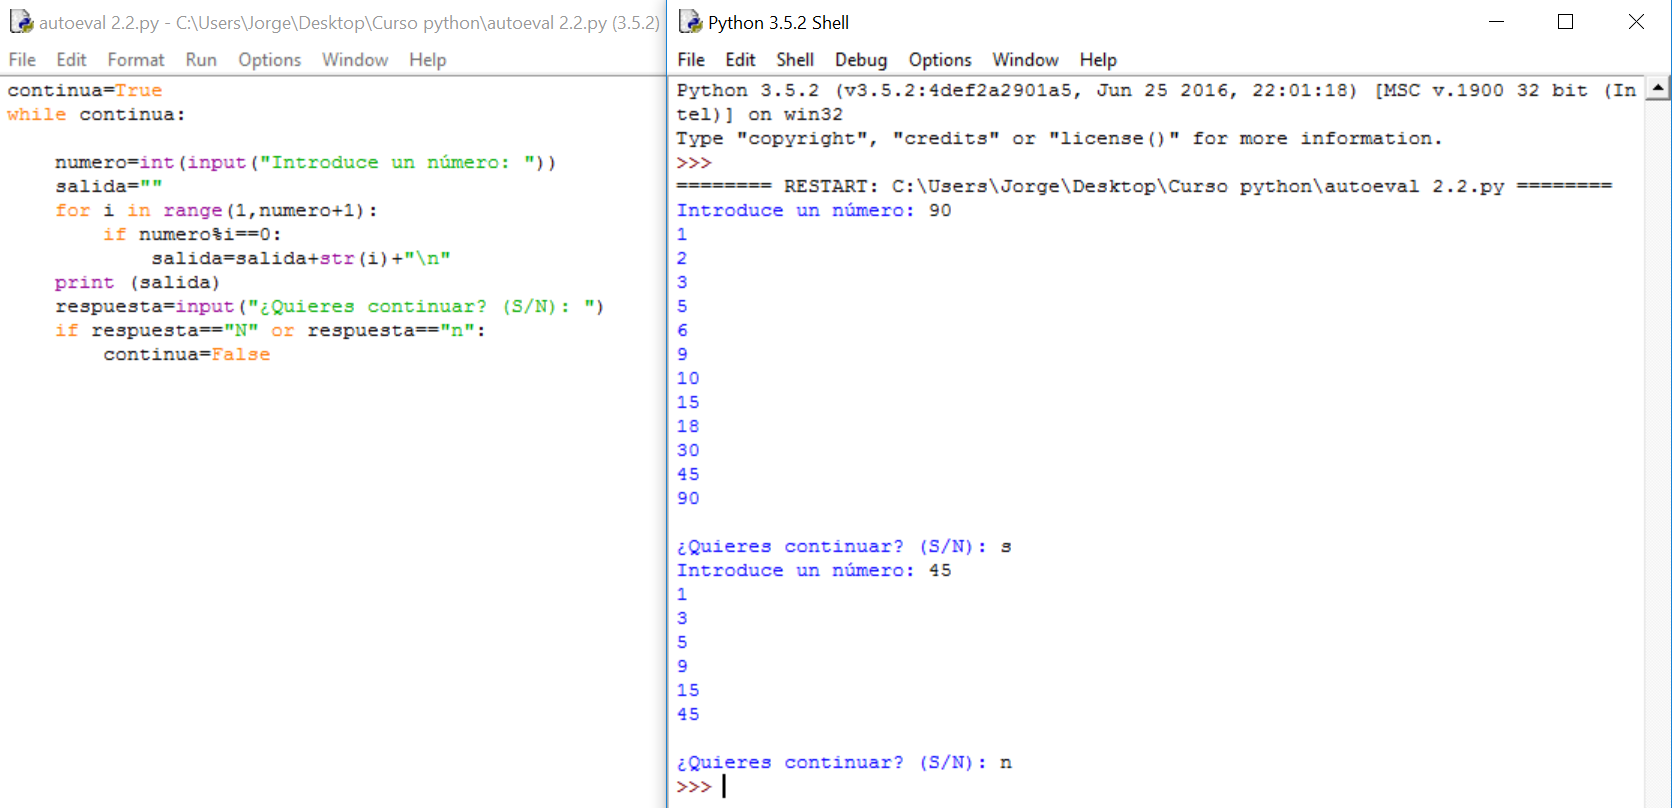 autoeval 2.2.py - C:\Users\Jorge\Desktop\Curso python\autoeval 2.2.py (3.5.2)
File Edit Format Run Options Window Help
continua=True
while continua:
    numero=int(input("Introduce un número: "))
    salida=""
    for i in range(1,numero+1):
        if numero%i==0:
            salida=salida+str(i)+"\n"
    print (salida)
    respuesta=input("¿Quieres continuar? (S/N): ")
    if respuesta=="N" or respuesta=="n":
        continua=False
Python 3.5.2 Shell
File Edit Shell Debug Options Window Help
Python 3.5.2 (v3.5.2:4def2a2901a5, Jun 25 2016, 22:01:18) [MSC v.1900 32 bit (In
tel)] on win32
Type "copyright", "credits" or "license()" for more information.
>>>
======== RESTART: C:\Users\Jorge\Desktop\Curso python\autoeval 2.2.py ========
Introduce un número: 90
1
2
3
5
6
9
10
15
18
30
45
90
¿Quieres continuar? (S/N): s
Introduce un número: 45
1
3
5
9
15
45
¿Quieres continuar? (S/N): n
>>>